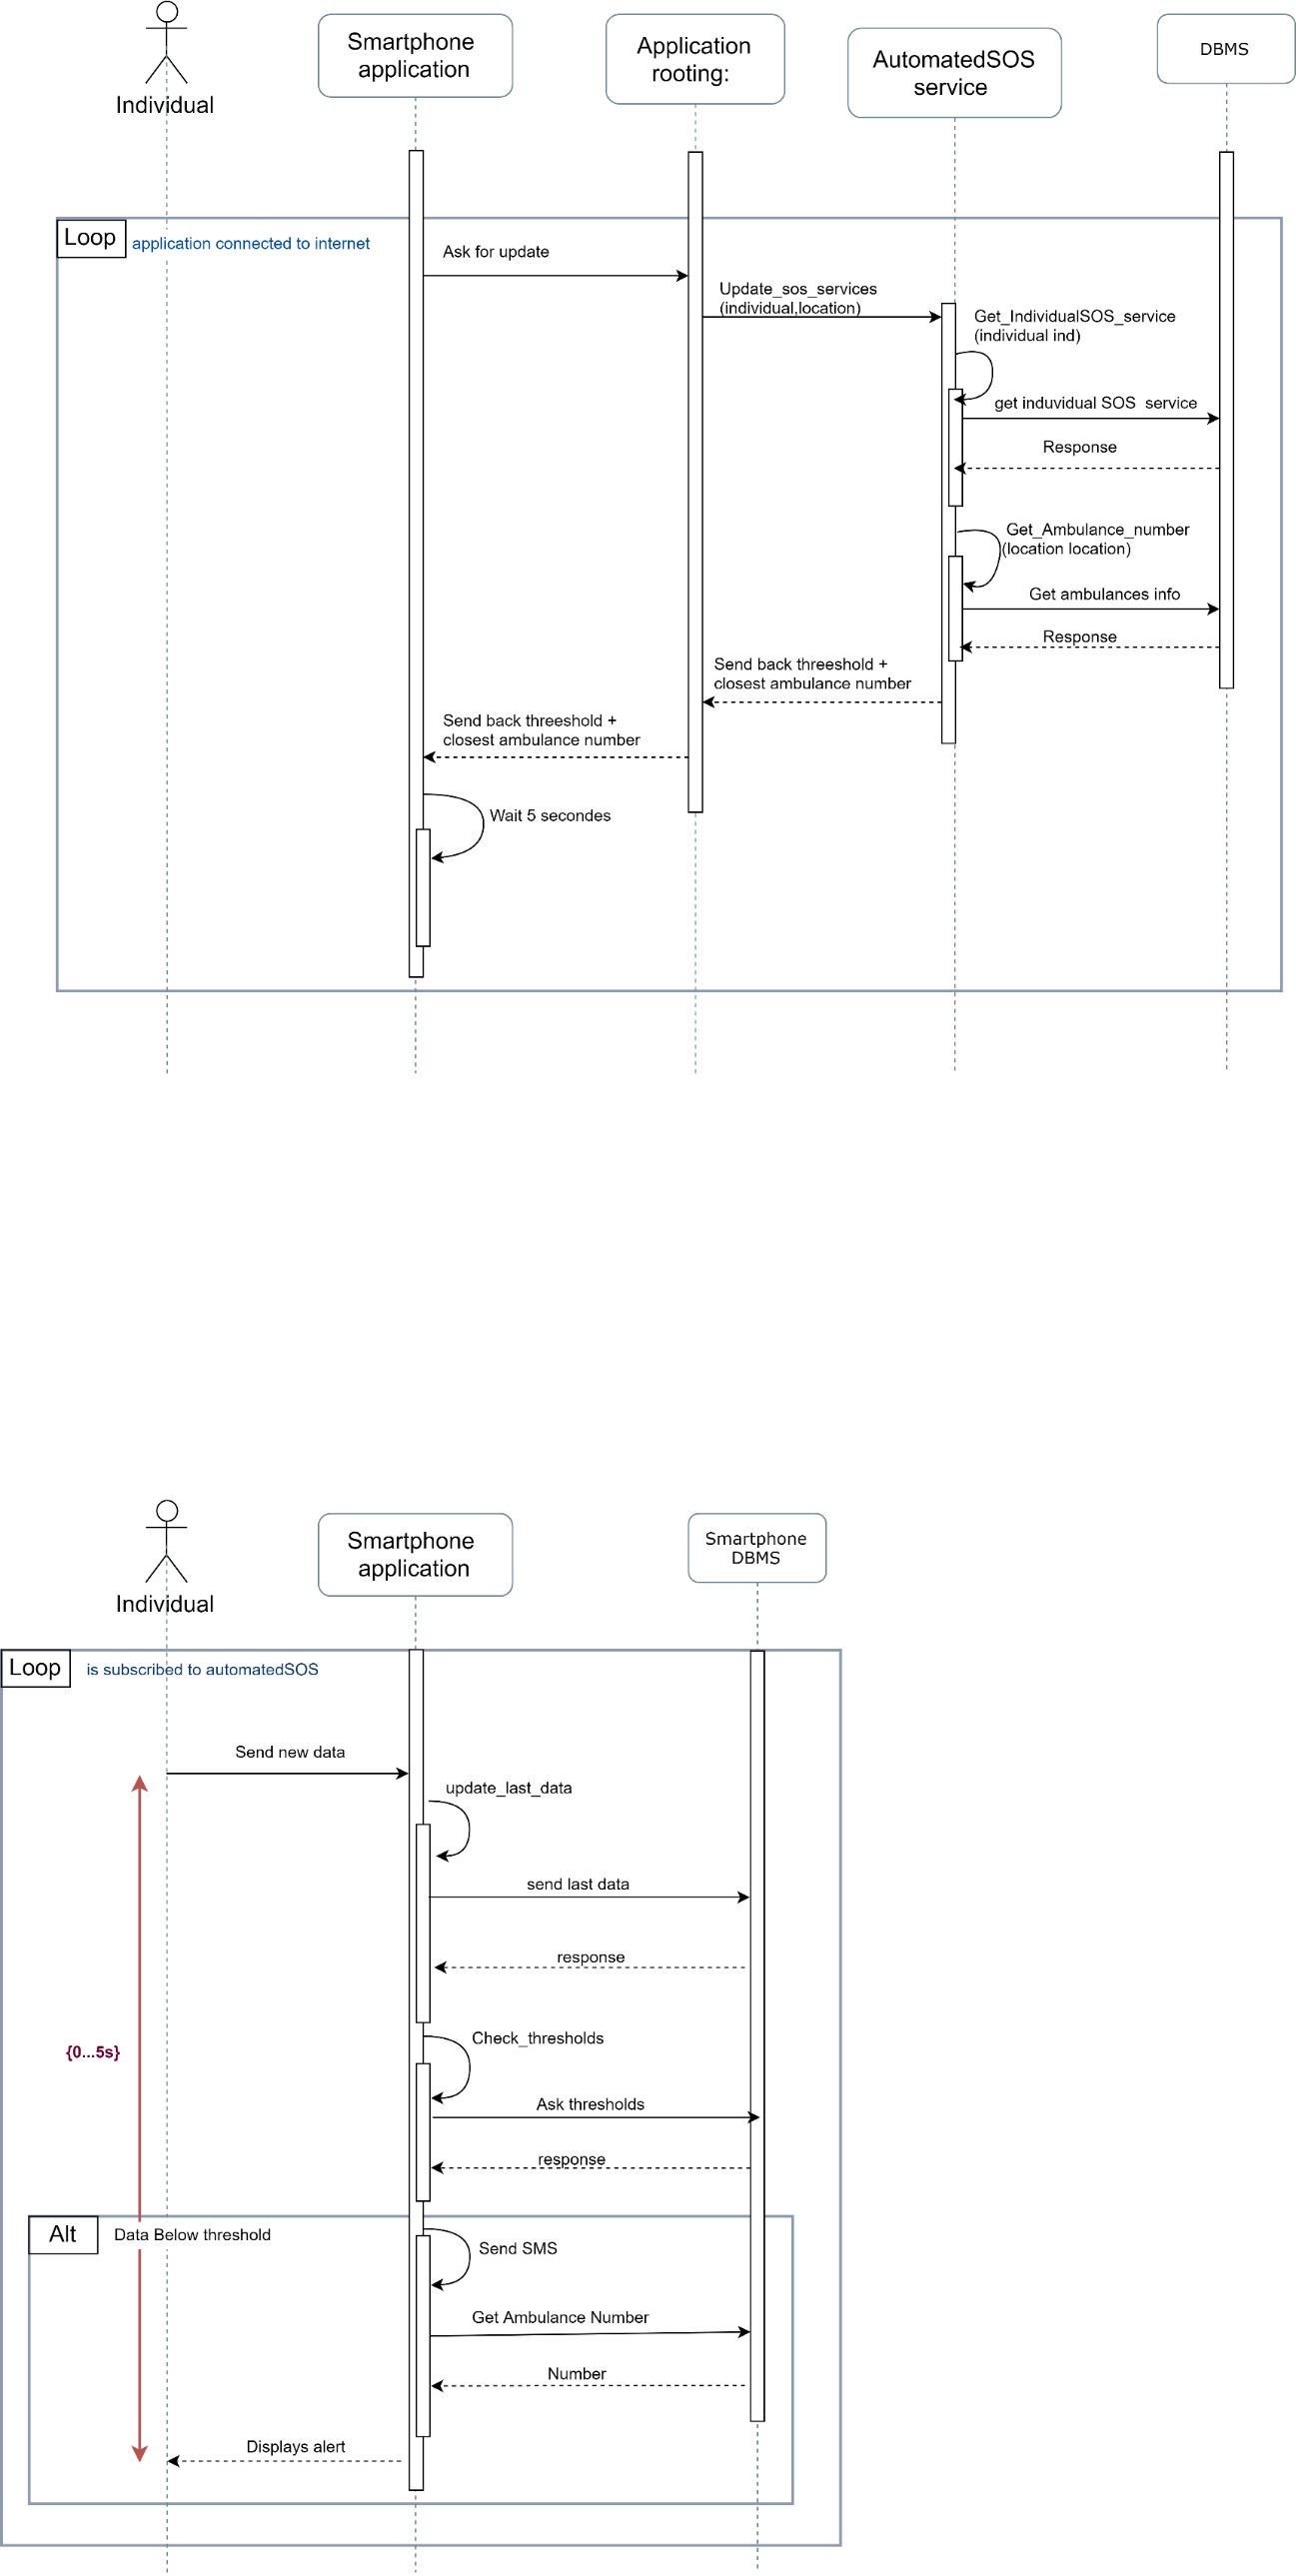 Individual
Smartphone
application
Application
rooting:
AutomatedSOS
service
DBMS
Loop
application connected to internet
Ask for update
Update_sos_services
(individual,location)
Get_IndividualSOS_service
(individual ind)
get induvidual SOS service
Response
Get_Ambulance_number
(location location)
Get ambulances info
Response
Send back threeshold +
closest ambulance number
Send back threeshold +
closest ambulance number
Wait 5 secondes
Individual
Smartphone
application
Smartphone
DBMS
Loop
is subscribed to automatedSOS
Send new data
update_last_data
send last data
response
{0...5s}
Check_thresholds
Ask thresholds
response
Alt
Data Below threshold
Send SMS
Get Ambulance Number
Number
Displays alert